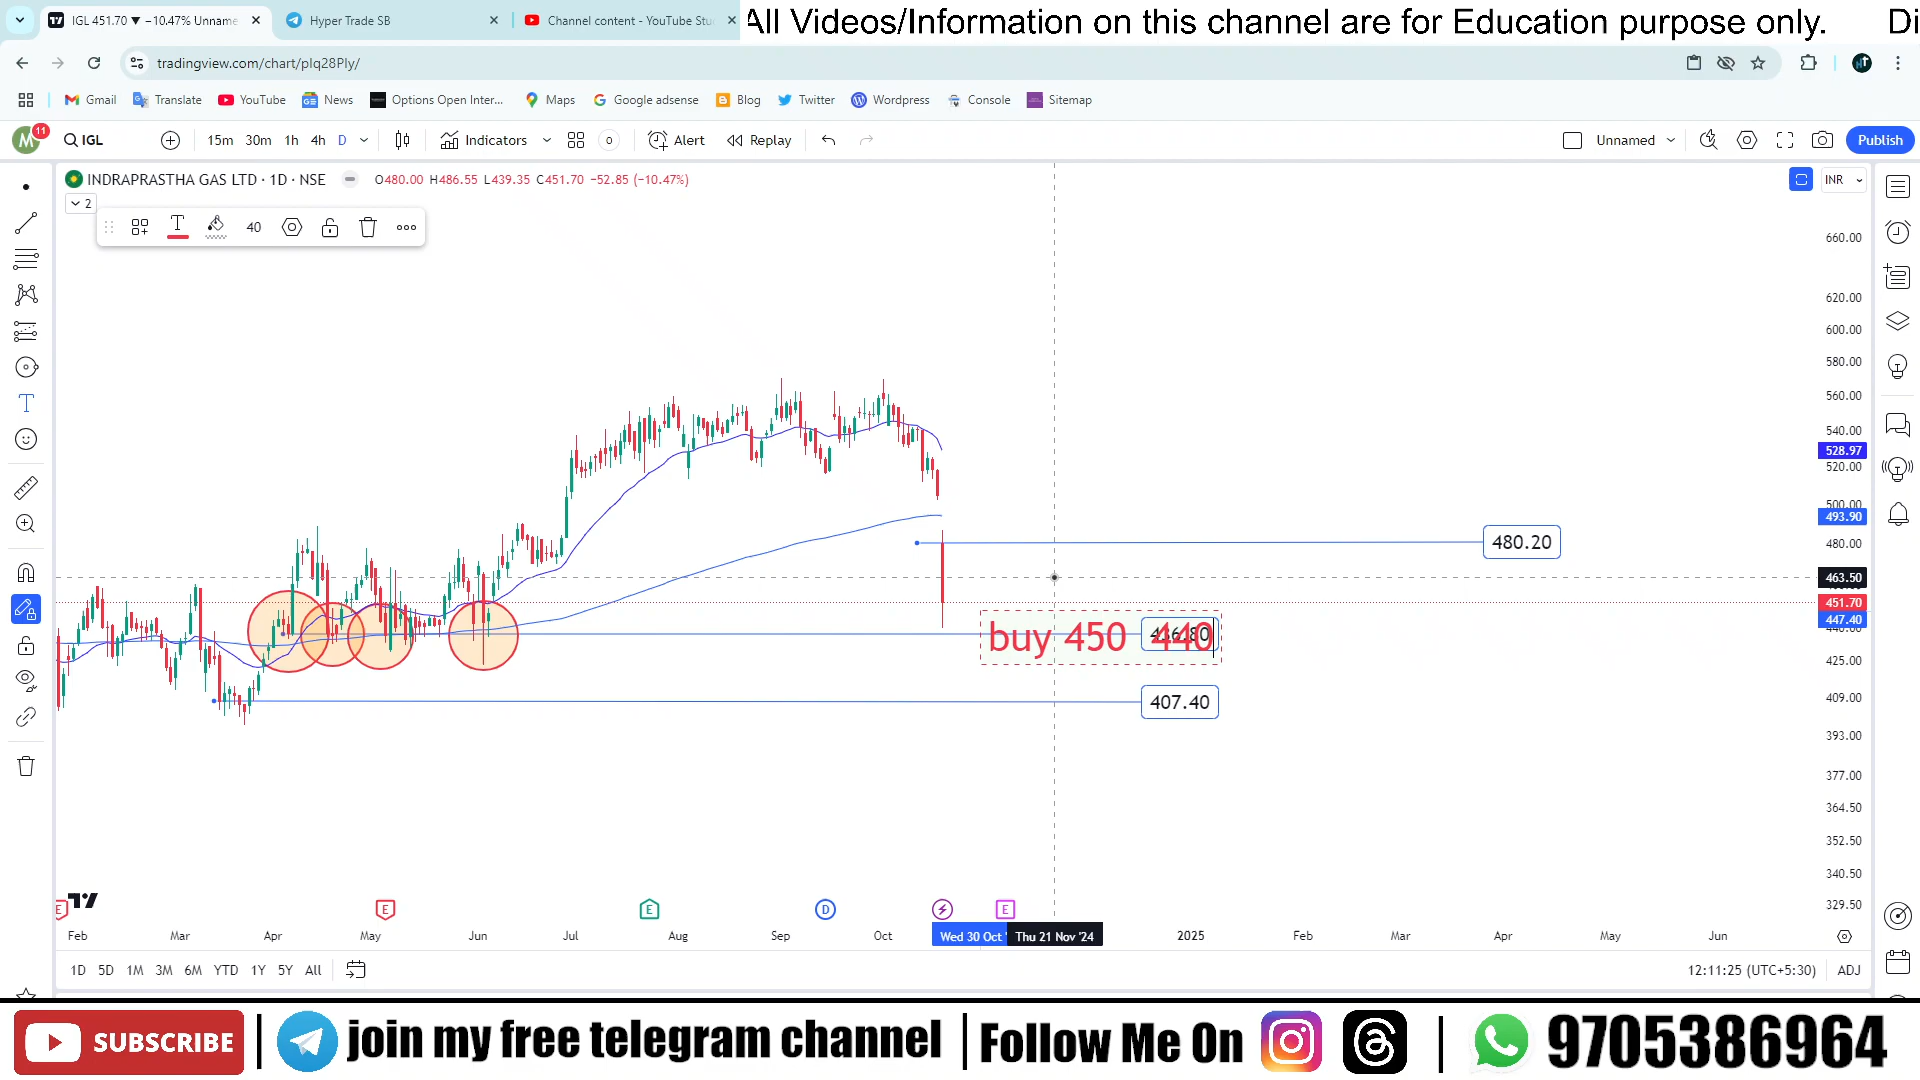 IGL 451.70 ▼ −10.47% Unname
Hyper Trade SB
Channel content - YouTube Stu
All Videos/Information on this channel are for Education purpose only.
Di
tradingview.com/chart/plq28Ply/
Gmail
Translate
YouTube
News
Options Open Inter...
Maps
Google adsense
Blog
Twitter
Wordpress
Console
Sitemap
M
11
IGL
15m 30m 1h 4h D
Indicators
Alert
Replay
Unnamed
Publish
INDRAPRASTHA GAS LTD · 1D · NSE
O480.00 H486.55 L439.35 C451.70 −52.85 (−10.47%)
INR
2
T
40
660.00
620.00
600.00
580.00
560.00
540.00
528.97
520.00
500.00
493.90
480.00
480.20
463.50
451.70
447.40
buy 450 440
425.00
407.40
409.00
393.00
377.00
364.50
352.50
340.50
329.50
E
E
E
D
E
Feb Mar Apr May Jun Jul Aug Sep Oct
Wed 30 Oct '
Thu 21 Nov '24
2025 Feb Mar Apr May Jun
1D 5D 1M 3M 6M YTD 1Y 5Y All
12:11:25 (UTC+5:30)
ADJ
SUBSCRIBE
join my free telegram channel
Follow Me On
9705386964